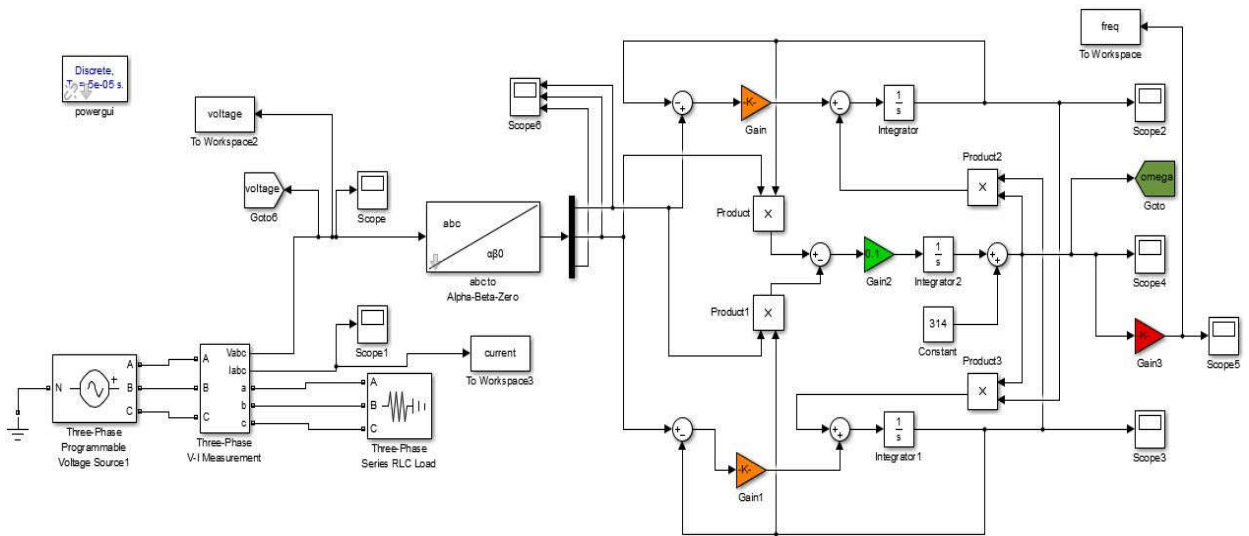 freq
To Workspace
Discrete,
powergui
voltage
To Workspace2
Scope6
-K-
Gain
1
s
Integrator
Scope2
voltage
Goto6
Scope
Product2
X
omega
Goto
abc
αβ0
abc to
Alpha-Beta-Zero
Product
X
0.1
Gain2
1
s
Integrator2
Scope4
Product1
X
314
Constant
-K-
Gain3
Scope5
Scope1
current
To Workspace3
Product3
X
N
A
B
C
Three-Phase
Programmable
Voltage Source1
A
B
C
Vabc
Iabc
a
b
c
Three-Phase
V-I Measurement
A
B
C
Three-Phase
Series RLC Load
-K-
Gain1
1
s
Integrator1
Scope3